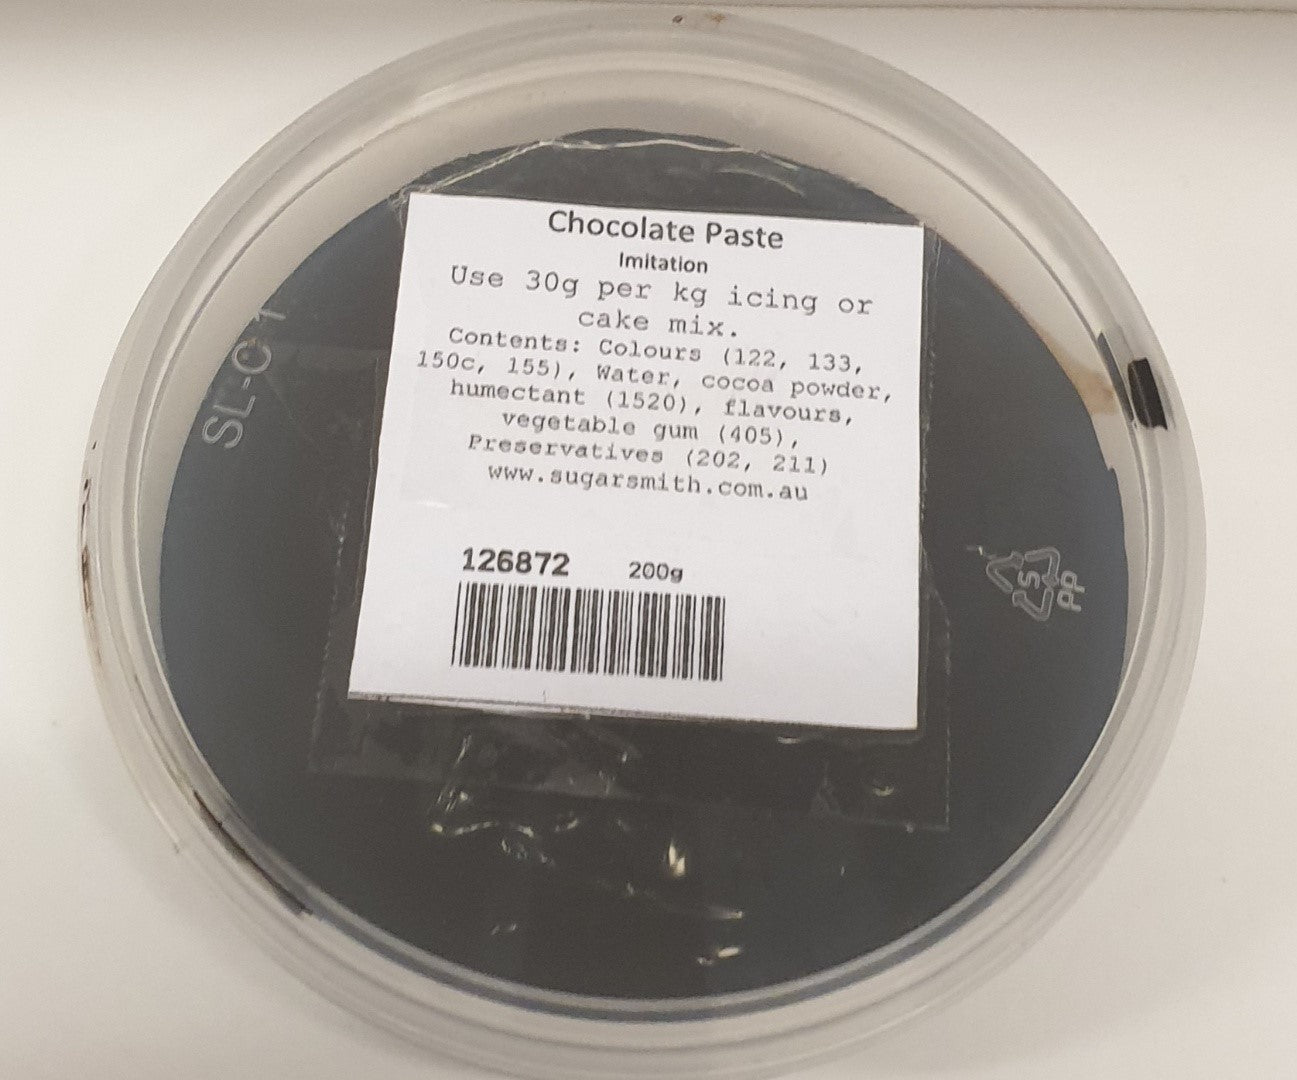 Chocolate Paste
Imitation
Use 30g per kg icing or
cake mix.
Contents: Colours (122, 133,
150c, 155), Water, cocoa powder,
humectant (1520), flavours,
vegetable gum (405),
Preservatives (202, 211)
www.sugarsmith.com.au
126872 200g
SL-C1
5
PP